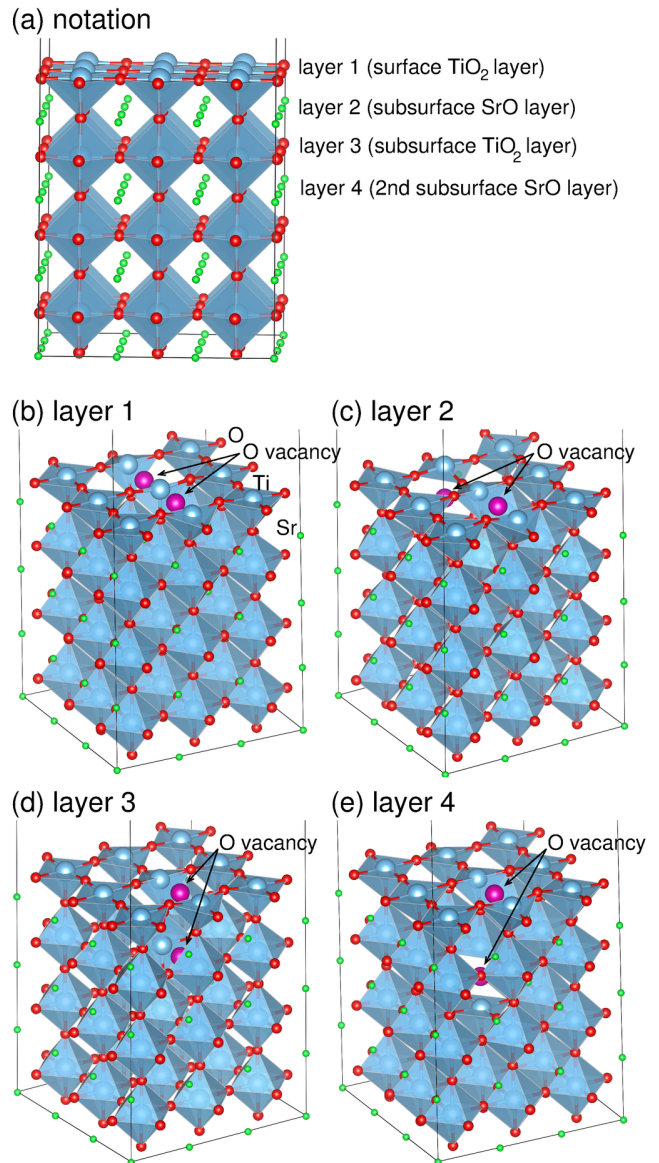 (a) notation
layer 1 (surface TiO2 layer)
layer 2 (subsurface SrO layer)
layer 3 (subsurface TiO2 layer)
layer 4 (2nd subsurface SrO layer)
(b) layer 1
O
O vacancy
Ti
Sr
(c) layer 2
O vacancy
(d) layer 3
O vacancy
(e) layer 4
O vacancy